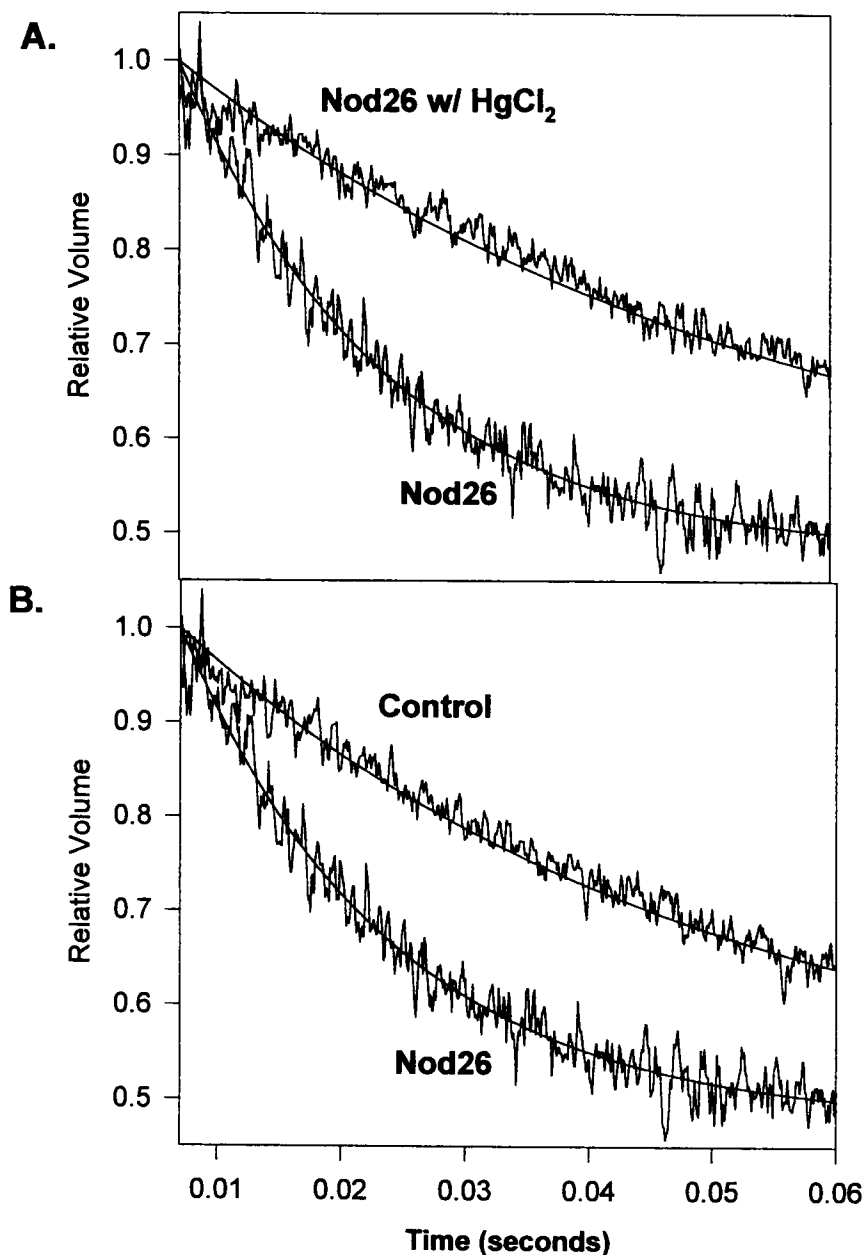 A.
1.0
0.9
0.8
0.7
0.6
0.5
Relative Volume
Nod26 w/ HgCl₂
Nod26
B.
1.0
0.9
0.8
0.7
0.6
0.5
Relative Volume
Control
Nod26
0.01 0.02 0.03 0.04 0.05 0.06
Time (seconds)